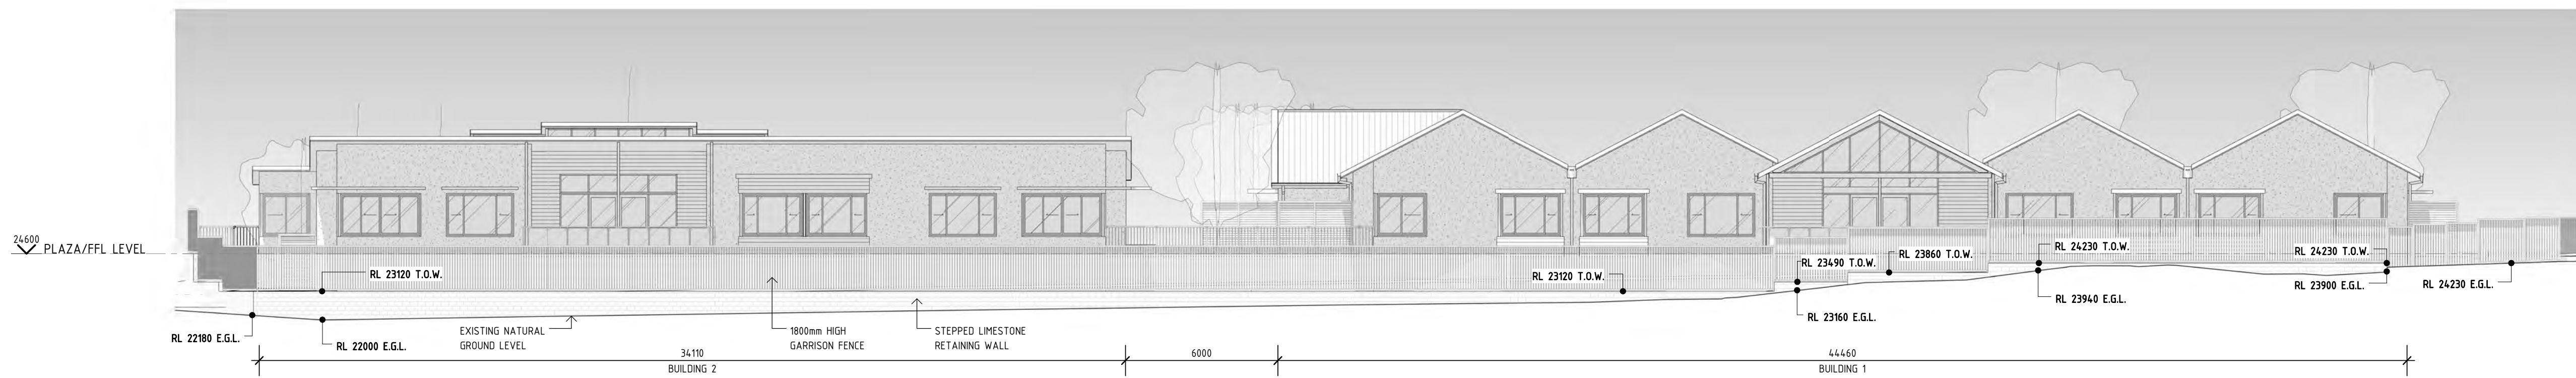 24600
PLAZA/FFL LEVEL
RL 23120 T.O.W.
RL 22180 E.G.L.
RL 22000 E.G.L.
EXISTING NATURAL
GROUND LEVEL
1800mm HIGH
GARRISON FENCE
STEPPED LIMESTONE
RETAINING WALL
RL 23120 T.O.W.
RL 23490 T.O.W.
RL 23160 E.G.L.
RL 23860 T.O.W.
RL 24230 T.O.W.
RL 23940 E.G.L.
RL 24230 T.O.W.
RL 23900 E.G.L.
RL 24230 E.G.L.
34110
BUILDING 2
6000
44460
BUILDING 1